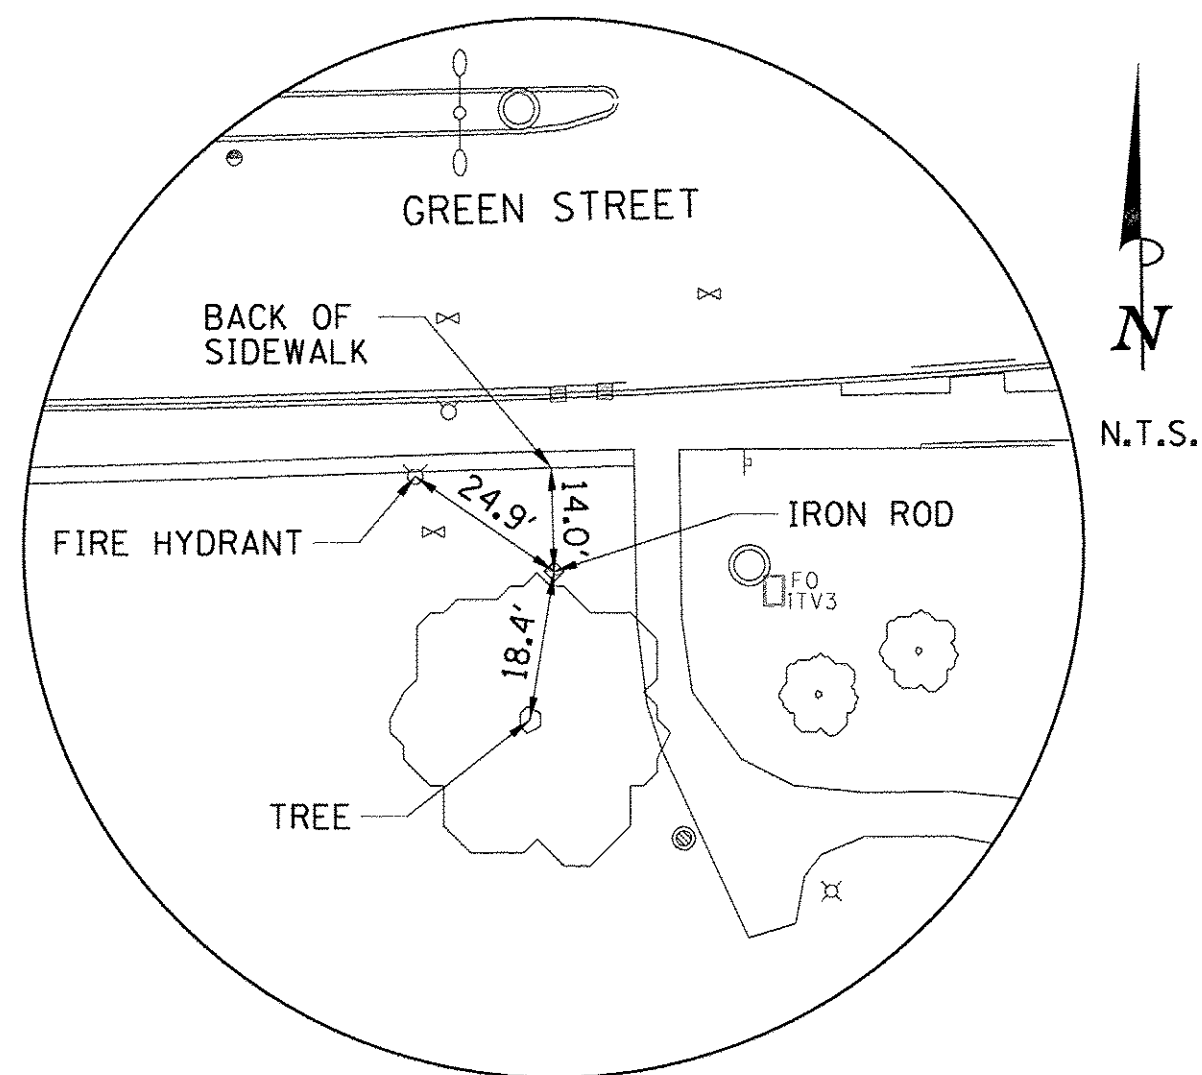 GREEN STREET
BACK OF
SIDEWALK
N
N.T.S.
24.9'
14.0'
IRON ROD
FIRE HYDRANT
FO
ITV3
18.4'
TREE